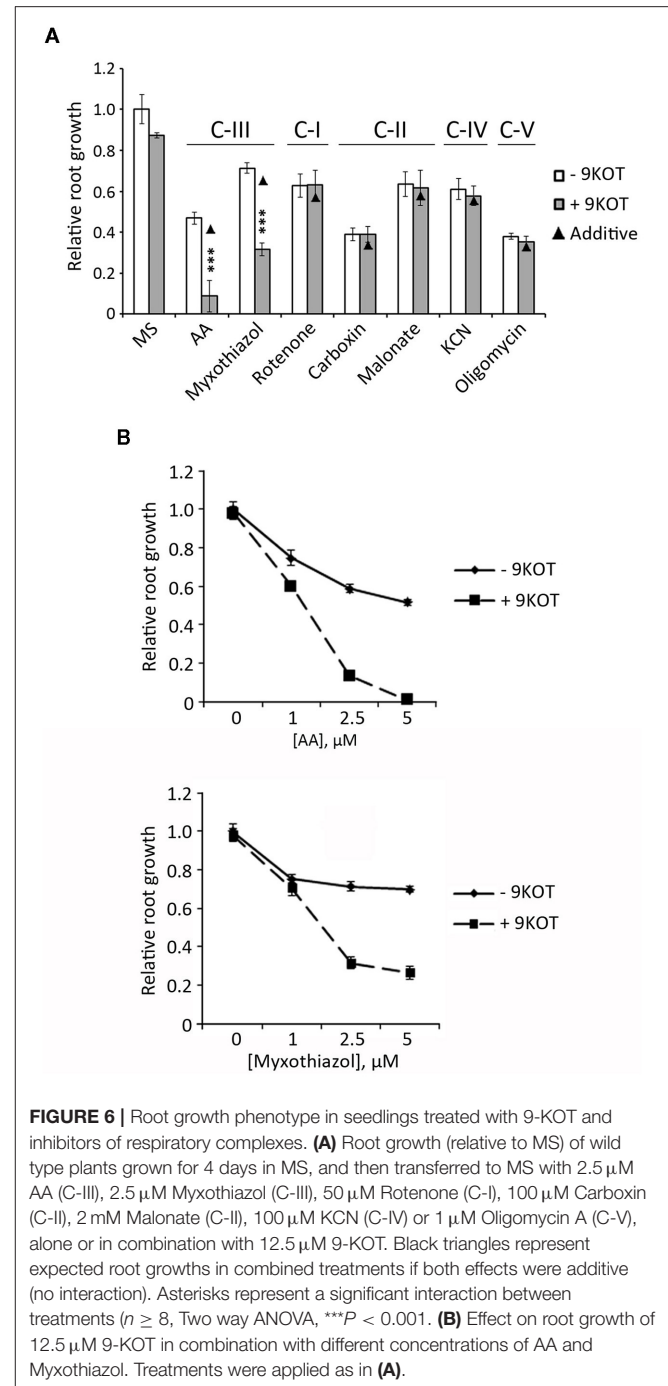 A
1.2
1.0
0.8
0.6
0.4
0.2
0
Relative root growth
C-III
C-I
C-II
C-IV
C-V
***
***
- 9KOT
+ 9KOT
Additive
MS
AA
Myxothiazol
Rotenone
Carboxin
Malonate
KCN
Oligomycin
B
1.2
1.0
0.8
0.6
0.4
0.2
0
Relative root growth
0 1 2.5 5
[AA], µM
- 9KOT
+ 9KOT
1.2
1.0
0.8
0.6
0.4
0.2
0
Relative root growth
0 1 2.5 5
[Myxothiazol], µM
- 9KOT
+ 9KOT
FIGURE 6 | Root growth phenotype in seedlings treated with 9-KOT and
inhibitors of respiratory complexes. (A) Root growth (relative to MS) of wild
type plants grown for 4 days in MS, and then transferred to MS with 2.5 µM
AA (C-III), 2.5 µM Myxothiazol (C-III), 50 µM Rotenone (C-I), 100 µM Carboxin
(C-II), 2 mM Malonate (C-II), 100 µM KCN (C-IV) or 1 µM Oligomycin A (C-V),
alone or in combination with 12.5 µM 9-KOT. Black triangles represent
expected root growths in combined treatments if both effects were additive
(no interaction). Asterisks represent a significant interaction between
treatments (n ≥ 8, Two way ANOVA, ***P < 0.001. (B) Effect on root growth of
12.5 µM 9-KOT in combination with different concentrations of AA and
Myxothiazol. Treatments were applied as in (A).